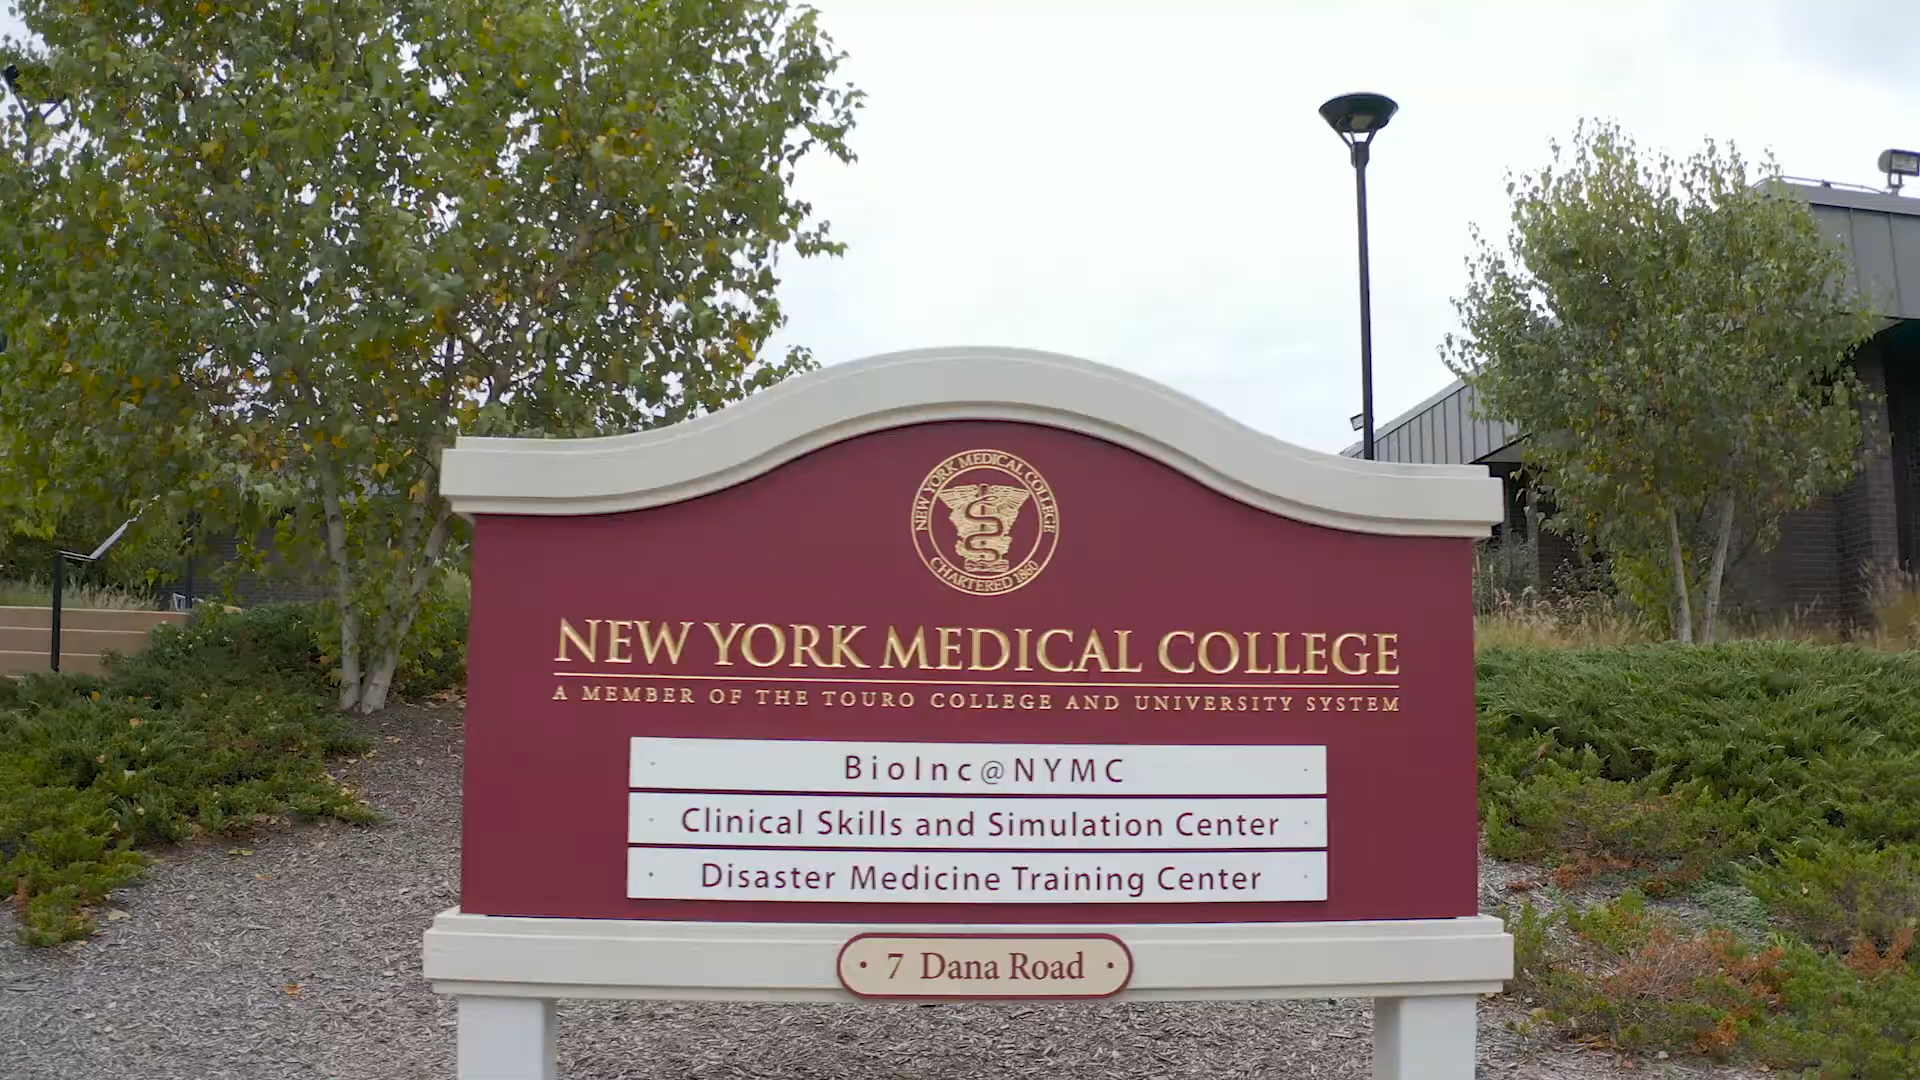 NEW YORK MEDICAL COLLEGE
CHARTERED 1860
NEW YORK MEDICAL COLLEGE
A MEMBER OF THE TOURO COLLEGE AND UNIVERSITY SYSTEM
BioInc@NYMC
Clinical Skills and Simulation Center
Disaster Medicine Training Center
• 7 Dana Road •